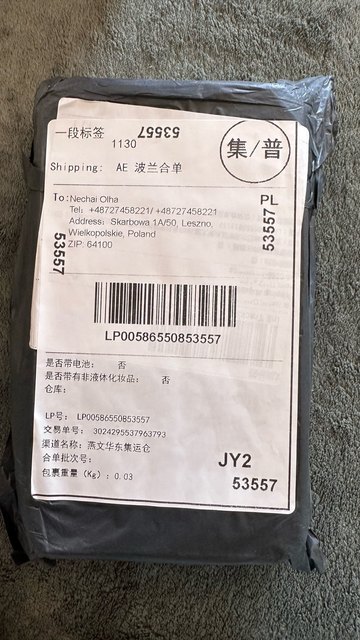 一段标签
1130
53557
集/普
Shipping: AE 波兰合单
To: Nechai Olha
Tel: +48727458221/ +48727458221
Address: Skarbowa 1A/50, Leszno,
Wielkopolskie, Poland
ZIP: 64100
PL
53557
53557
LP00586550853557
是否带电池: 否
是否带有非液体化妆品: 否
仓库:
LP号: LP00586550853557
交易单号: 3024295537963793
渠道名称: 燕文华东集运仓
合单批次号:
包裹重量(Kg): 0.03
JY2
53557